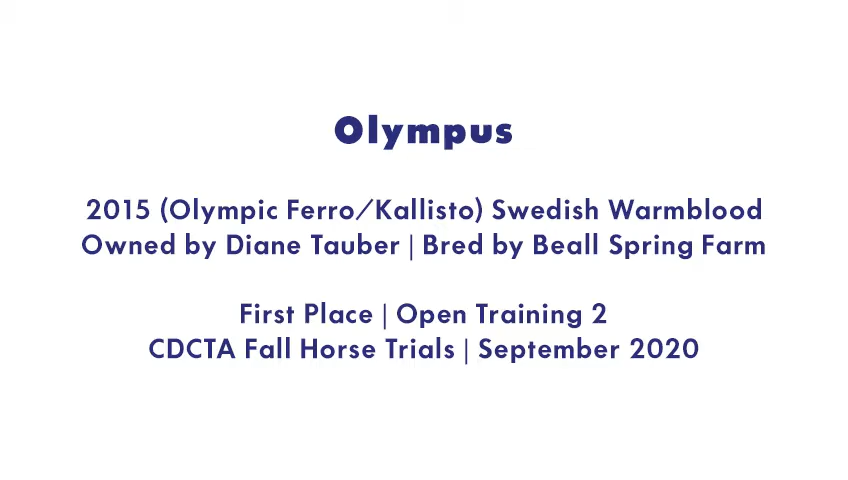 Olympus
2015 (Olympic Ferro/Kallisto) Swedish Warmblood
Owned by Diane Tauber | Bred by Beall Spring Farm
First Place | Open Training 2
CDCTA Fall Horse Trials | September 2020